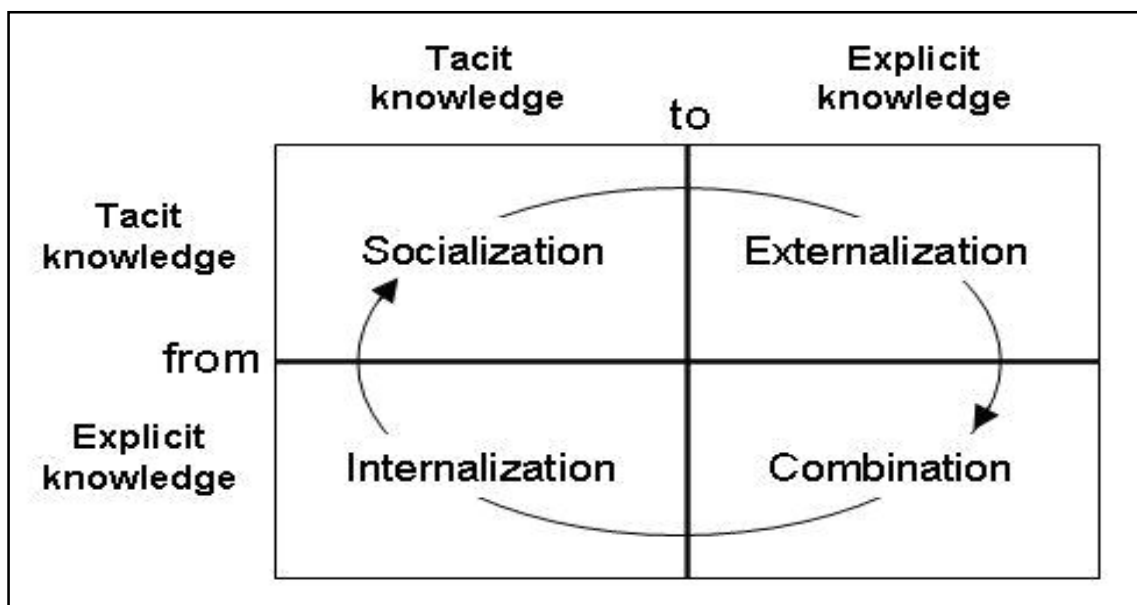 Tacit
knowledge
Explicit
knowledge
to
Tacit
knowledge
Socialization
Externalization
from
Explicit
knowledge
Internalization
Combination